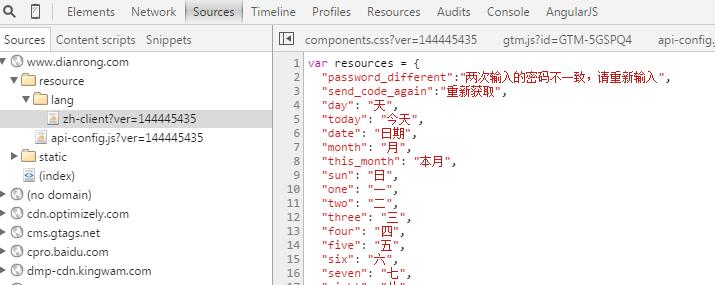 Elements Network Sources Timeline Profiles Resources Audits Console AngularJS
Sources Content scripts Snippets
components.css?ver=144445435 gtm.js?id=GTM-5GSPQ4 api-config.
www.dianrong.com
resource
lang
zh-client?ver=144445435
api-config.js?ver=144445435
static
(index)
(no domain)
cdn.optimizely.com
cms.gtags.net
cpro.baidu.com
dmp-cdn.kingwam.com
1 var resources = {
2 "password_different":"两次输入的密码不一致，请重新输入",
3 "send_code_again":"重新获取",
4 "day": "天",
5 "today": "今天",
6 "date": "日期",
7 "month": "月",
8 "this_month": "本月",
9 "sun": "日",
10 "one": "一",
11 "two": "二",
12 "three": "三",
13 "four": "四",
14 "five": "五",
15 "six": "六",
16 "seven": "七",